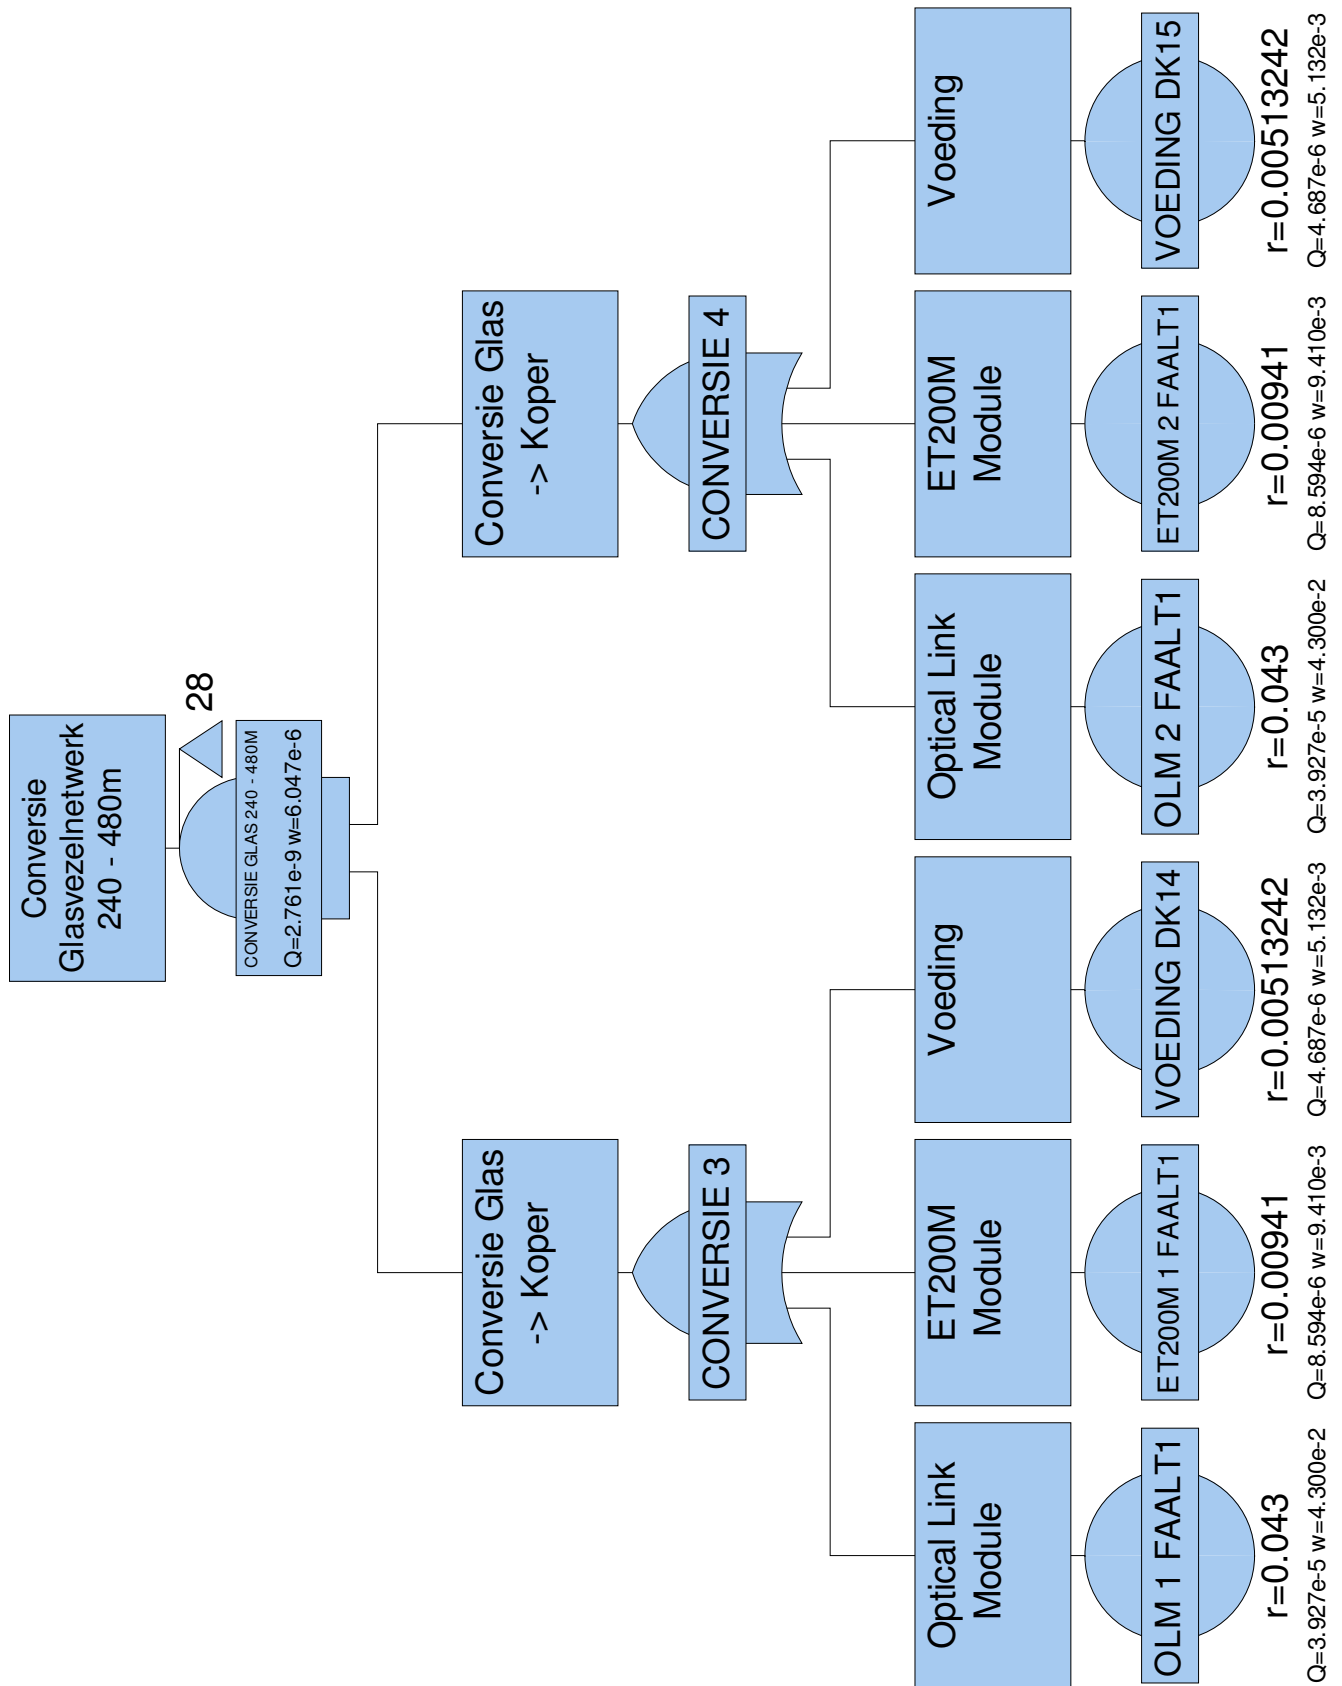 Conversie
Glasvezelnetwerk
240 - 480m
28
CONVERSIE GLAS 240 - 480M
Q=2.761e-9 w=6.047e-6
Conversie Glas
-> Koper
CONVERSIE 3
Conversie Glas
-> Koper
CONVERSIE 4
Optical Link
Module
OLM 1 FAALT1
r=0.043
Q=3.927e-5 w=4.300e-2
ET200M
Module
ET200M 1 FAALT1
r=0.00941
Q=8.594e-6 w=9.410e-3
Voeding
VOEDING DK14
r=0.00513242
Q=4.687e-6 w=5.132e-3
Optical Link
Module
OLM 2 FAALT1
r=0.043
Q=3.927e-5 w=4.300e-2
ET200M
Module
ET200M 2 FAALT1
r=0.00941
Q=8.594e-6 w=9.410e-3
Voeding
VOEDING DK15
r=0.00513242
Q=4.687e-6 w=5.132e-3